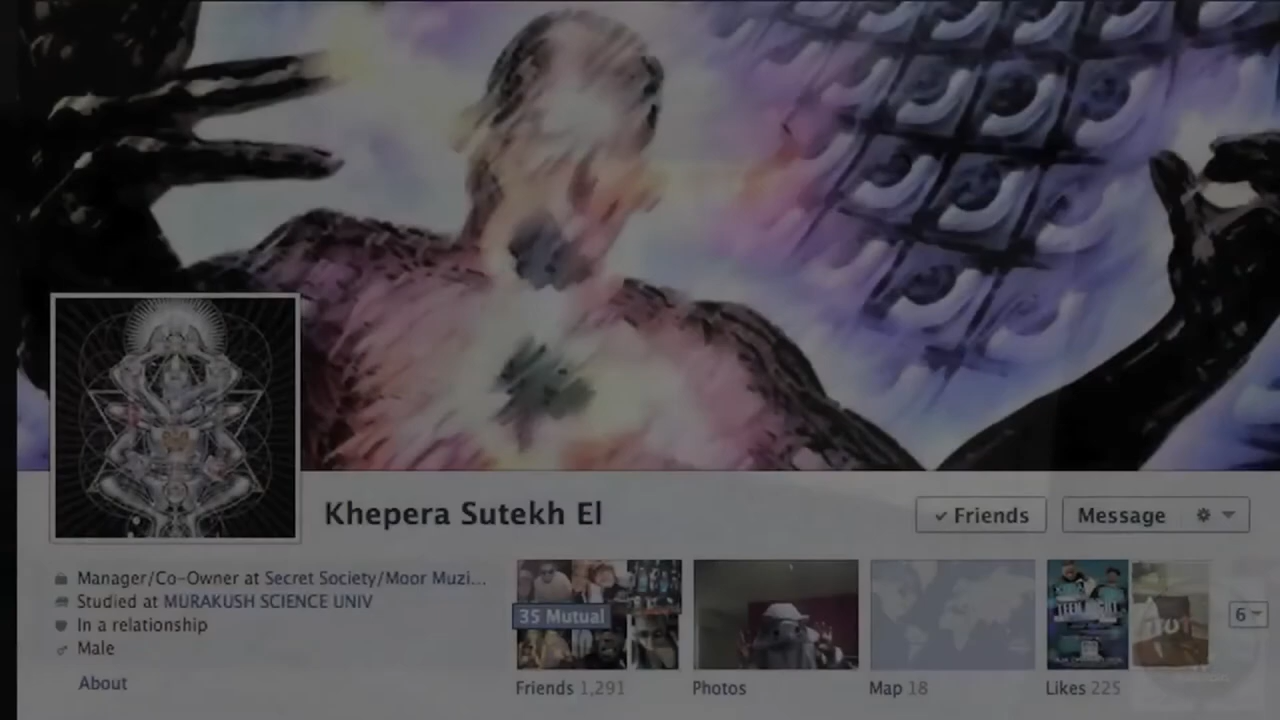 Khepera Sutekh El
Friends
Message
Manager/Co-Owner at Secret Society/Moor Muzi...
Studied at MURAKUSH SCIENCE UNIV
In a relationship
Male
About
35 Mutual
6
Friends 1,291
Photos
Map 18
Likes 225